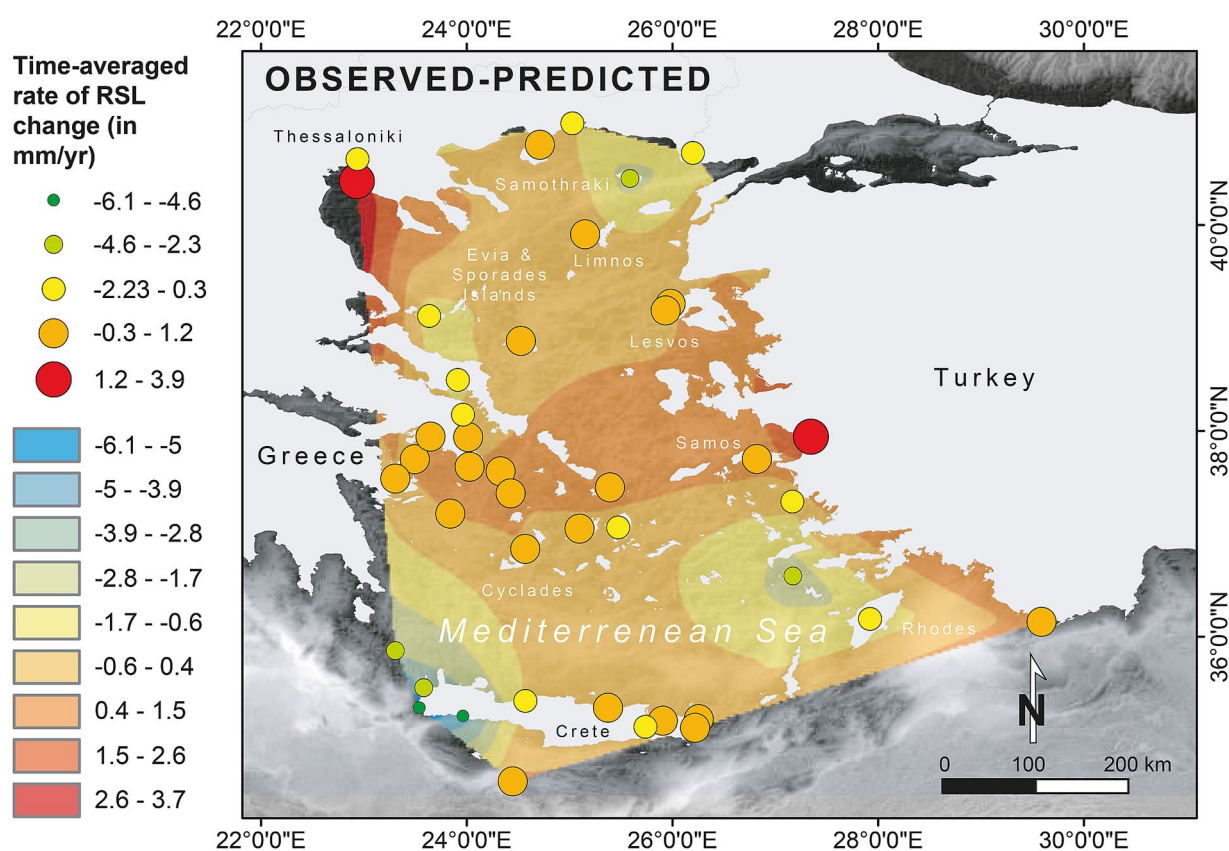 22°0'0"E
24°0'0"E
26°0'0"E
28°0'0"E
30°0'0"E
Time-averaged
rate of RSL
change (in
mm/yr)
-6.1 - -4.6
-4.6 - -2.3
-2.23 - 0.3
-0.3 - 1.2
1.2 - 3.9
-6.1 - -5
-5 - -3.9
-3.9 - -2.8
-2.8 - -1.7
-1.7 - -0.6
-0.6 - 0.4
0.4 - 1.5
1.5 - 2.6
2.6 - 3.7
OBSERVED-PREDICTED
Thessaloniki
Samothraki
Evia &
Sporades
Islands
Limnos
Lesvos
Turkey
Samos
Greece
Cyclades
Mediterrenean Sea
Rhodes
Crete
N
0 100 200 km
40°0'0"N
38°0'0"N
36°0'0"N
22°0'0"E
24°0'0"E
26°0'0"E
28°0'0"E
30°0'0"E